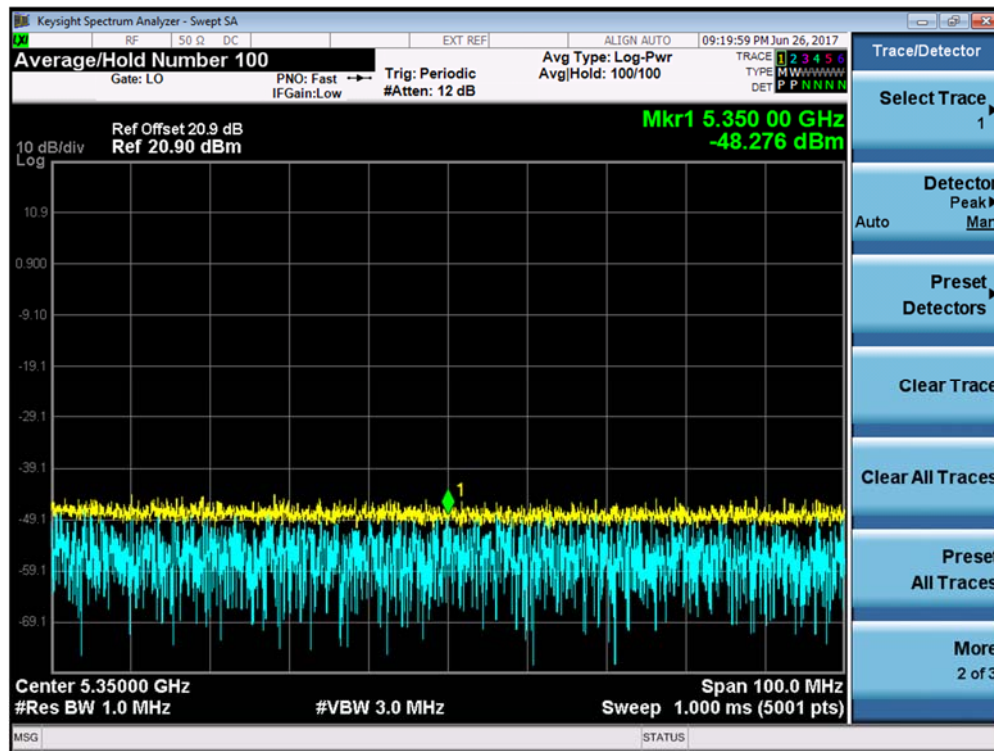 Keysight Spectrum Analyzer - Swept SA
LXI RF 50 Ω DC EXT REF ALIGN AUTO 09:19:59 PM Jun 26, 2017
Average/Hold Number 100
Gate: LO
PNO: Fast
IFGain:Low
Trig: Periodic
#Atten: 12 dB
Avg Type: Log-Pwr
Avg|Hold: 100/100
TRACE 1 2 3 4 5 6
TYPE M W W W W W
DET P P N N N N
Mkr1 5.350 00 GHz
-48.276 dBm
Ref Offset 20.9 dB
10 dB/div Ref 20.90 dBm
Log
10.9
0.900
-9.10
-19.1
-29.1
-39.1
-49.1
-59.1
-69.1
1
Center 5.35000 GHz Span 100.0 MHz
#Res BW 1.0 MHz #VBW 3.0 MHz Sweep 1.000 ms (5001 pts)
MSG STATUS
Trace/Detector
Select Trace
1
Detector
Peak
Auto Man
Preset
Detectors
Clear Trace
Clear All Traces
Preset
All Traces
More
2 of 3